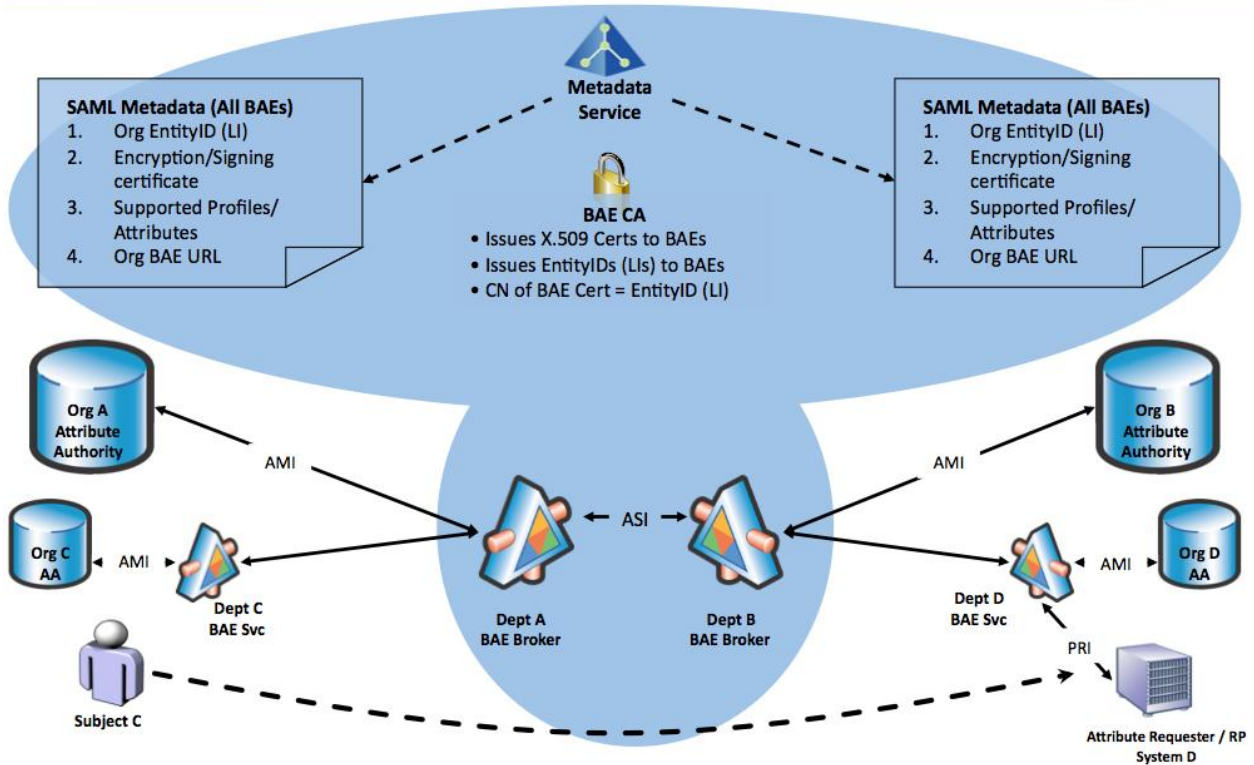 Metadata
Service
SAML Metadata (All BAEs)
1. Org EntityID (LI)
2. Encryption/Signing
certificate
3. Supported Profiles/
Attributes
4. Org BAE URL
SAML Metadata (All BAEs)
1. Org EntityID (LI)
2. Encryption/Signing
certificate
3. Supported Profiles/
Attributes
4. Org BAE URL
BAE CA
• Issues X.509 Certs to BAEs
• Issues EntityIDs (LIs) to BAEs
• CN of BAE Cert = EntityID (LI)
Org A
Attribute
Authority
AMI
Org B
Attribute
Authority
AMI
Org C
AA
AMI
Dept C
BAE Svc
ASI
Dept A
BAE Broker
Dept B
BAE Broker
Dept D
BAE Svc
AMI
Org D
AA
PRI
Subject C
Attribute Requester / RP
System D